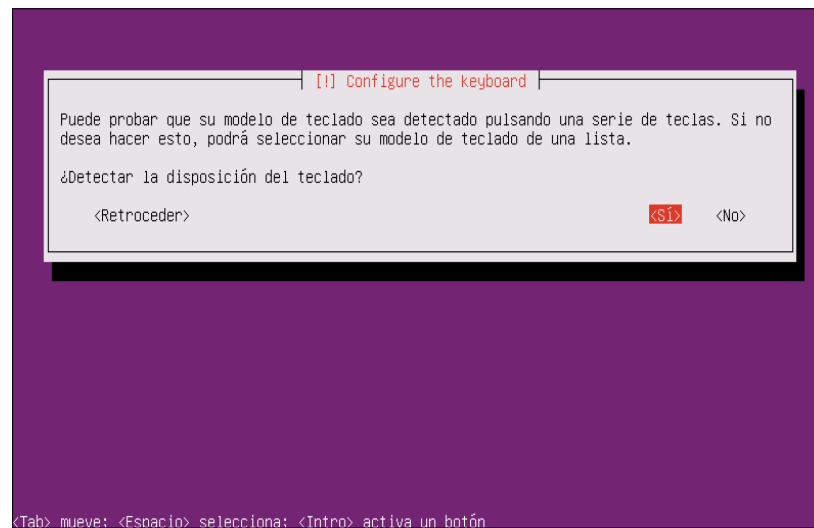 [!] Configure the keyboard
Puede probar que su modelo de teclado sea detectado pulsando una serie de teclas. Si no
desea hacer esto, podrá seleccionar su modelo de teclado de una lista.
¿Detectar la disposición del teclado?
<Retroceder> <Sí> <No>
<Tab> mueve; <Espacio> selecciona; <Intro> activa un botón